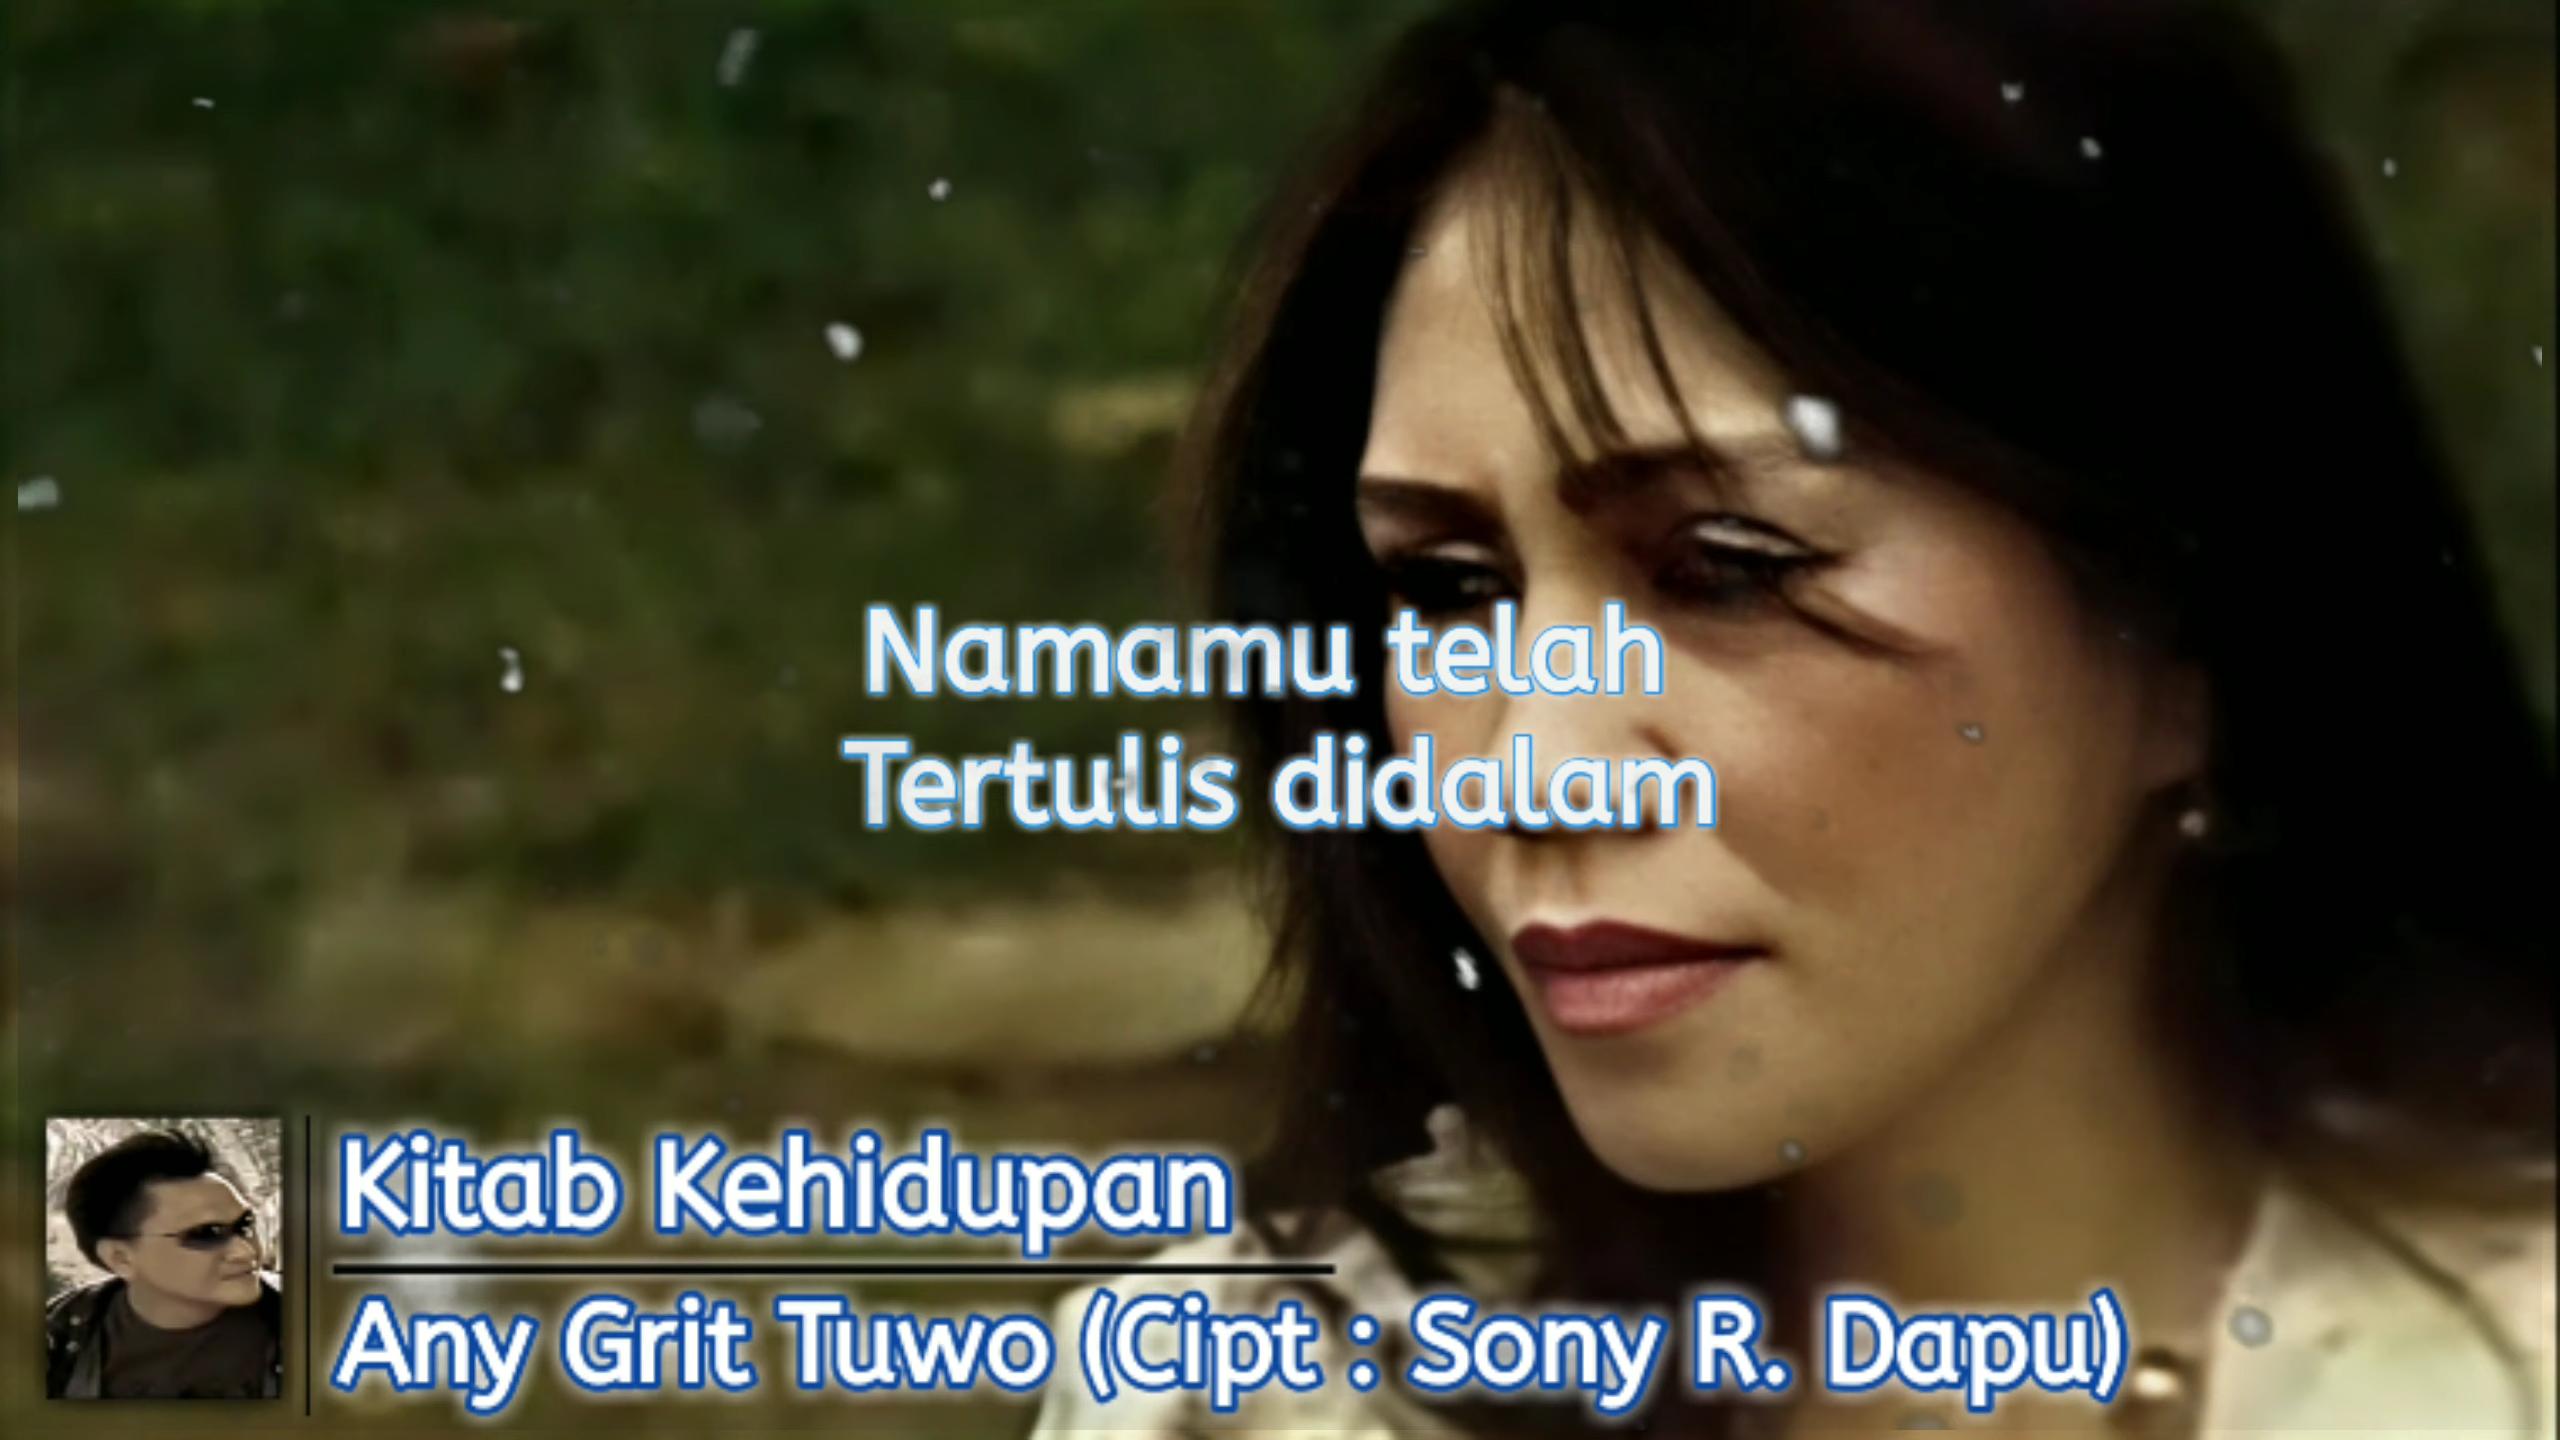 Namamu telah
Tertulis didalam
Kitab Kehidupan
Any Grit Tuwo (Cipt : Sony R. Dapu)